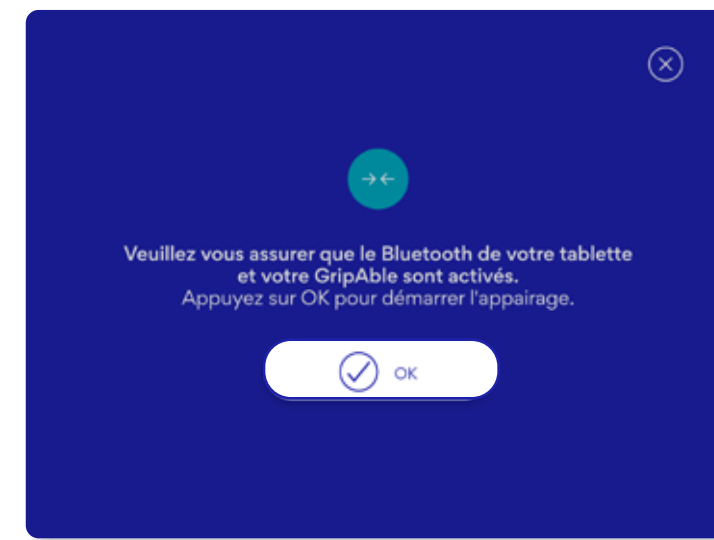 Veuillez vous assurer que le Bluetooth de votre tablette
et votre GripAble sont activés.
Appuyez sur OK pour démarrer l'appairage.
OK